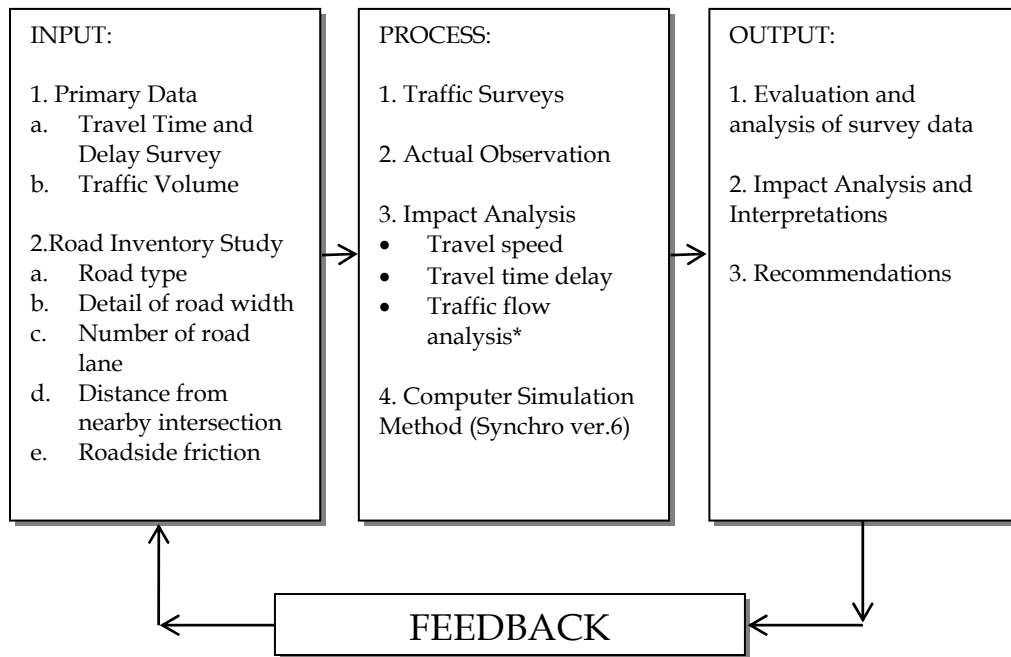 INPUT:
1. Primary Data
a. Travel Time and
Delay Survey
b. Traffic Volume
2.Road Inventory Study
a. Road type
b. Detail of road width
c. Number of road
lane
d. Distance from
nearby intersection
e. Roadside friction
PROCESS:
1. Traffic Surveys
2. Actual Observation
3. Impact Analysis
• Travel speed
• Travel time delay
• Traffic flow
analysis*
4. Computer Simulation
Method (Synchro ver.6)
OUTPUT:
1. Evaluation and
analysis of survey data
2. Impact Analysis and
Interpretations
3. Recommendations
FEEDBACK